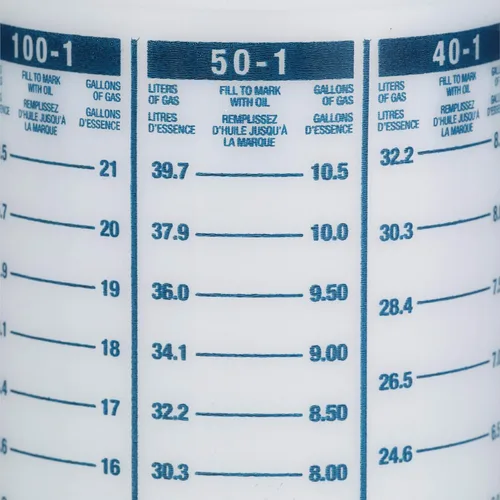 100-1
FILL TO MARK
WITH OIL
GALLONS
OF GAS
REMPLISSEZ
D'HUILE JUSQU'À
LA MARQUE
GALLONS
D'ESSENCE
21
20
19
18
17
16
50-1
LITERS
OF GAS
FILL TO MARK
WITH OIL
GALLONS
OF GAS
LITRES
D'ESSENCE
REMPLISSEZ
D'HUILE JUSQU'À
LA MARQUE
GALLONS
D'ESSENCE
39.7 10.5
37.9 10.0
36.0 9.50
34.1 9.00
32.2 8.50
30.3 8.00
40-1
LITERS
OF GAS
FILL TO MARK
WITH OIL
LITRES
D'ESSENCE
REMPLISSEZ
D'HUILE JUSQU'À
LA MARQUE
32.2
30.3
28.4
26.5
24.6